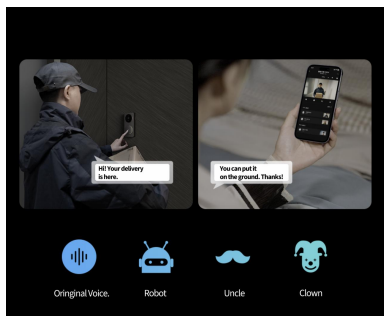 Hi! Your delivery
is here.
You can put it
on the ground. Thanks!
Oringinal Voice.
Robot
Uncle
Clown